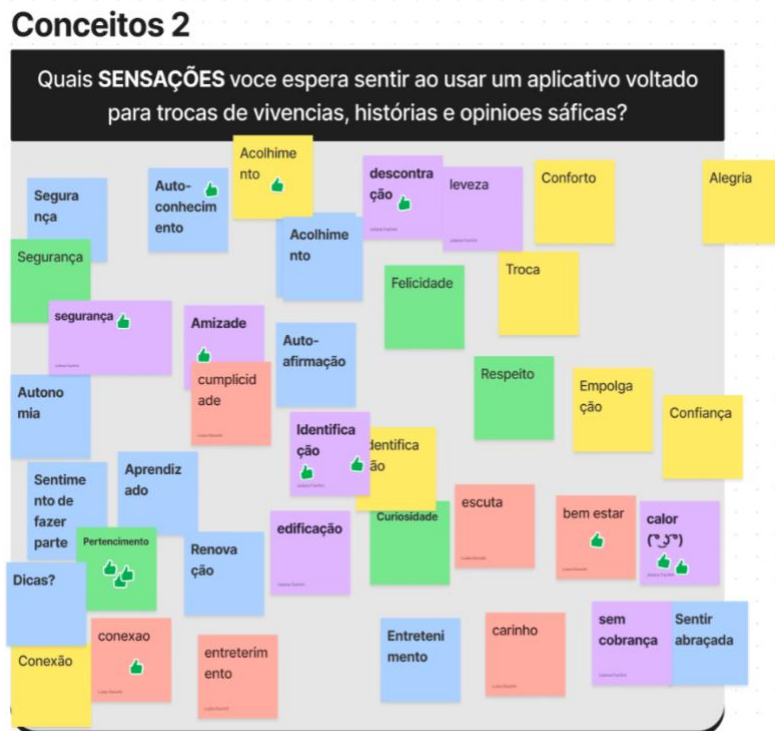 Conceitos 2
Quais SENSAÇÕES voce espera sentir ao usar um aplicativo voltado
para trocas de vivencias, histórias e opinioes sáficas?
Acolhime
nto
Segura
nça
Auto-
conhecim
ento
descontra
ção
leveza
Conforto
Alegria
Acolhime
nto
Segurança
Felicidade
Troca
segurança
Amizade
Auto-
afirmação
cumplicid
ade
Respeito
Empolga
ção
Confiança
Autono
mia
Identifica
ção
dentifica
ão
Sentime
nto de
fazer
parte
Aprendiz
ado
edificação
Curiosidade
escuta
bem estar
calor
Pertencimento
Renova
ção
Dicas?
conexao
Conexão
entreterim
ento
Entreteni
mento
carinho
sem
cobrança
Sentir
abraçada